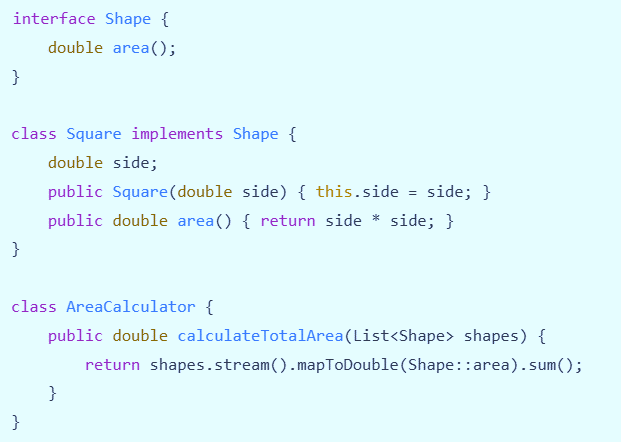 interface Shape {
    double area();
}

class Square implements Shape {
    double side;
    public Square(double side) { this.side = side; }
    public double area() { return side * side; }
}

class AreaCalculator {
    public double calculateTotalArea(List<Shape> shapes) {
        return shapes.stream().mapToDouble(Shape::area).sum();
    }
}